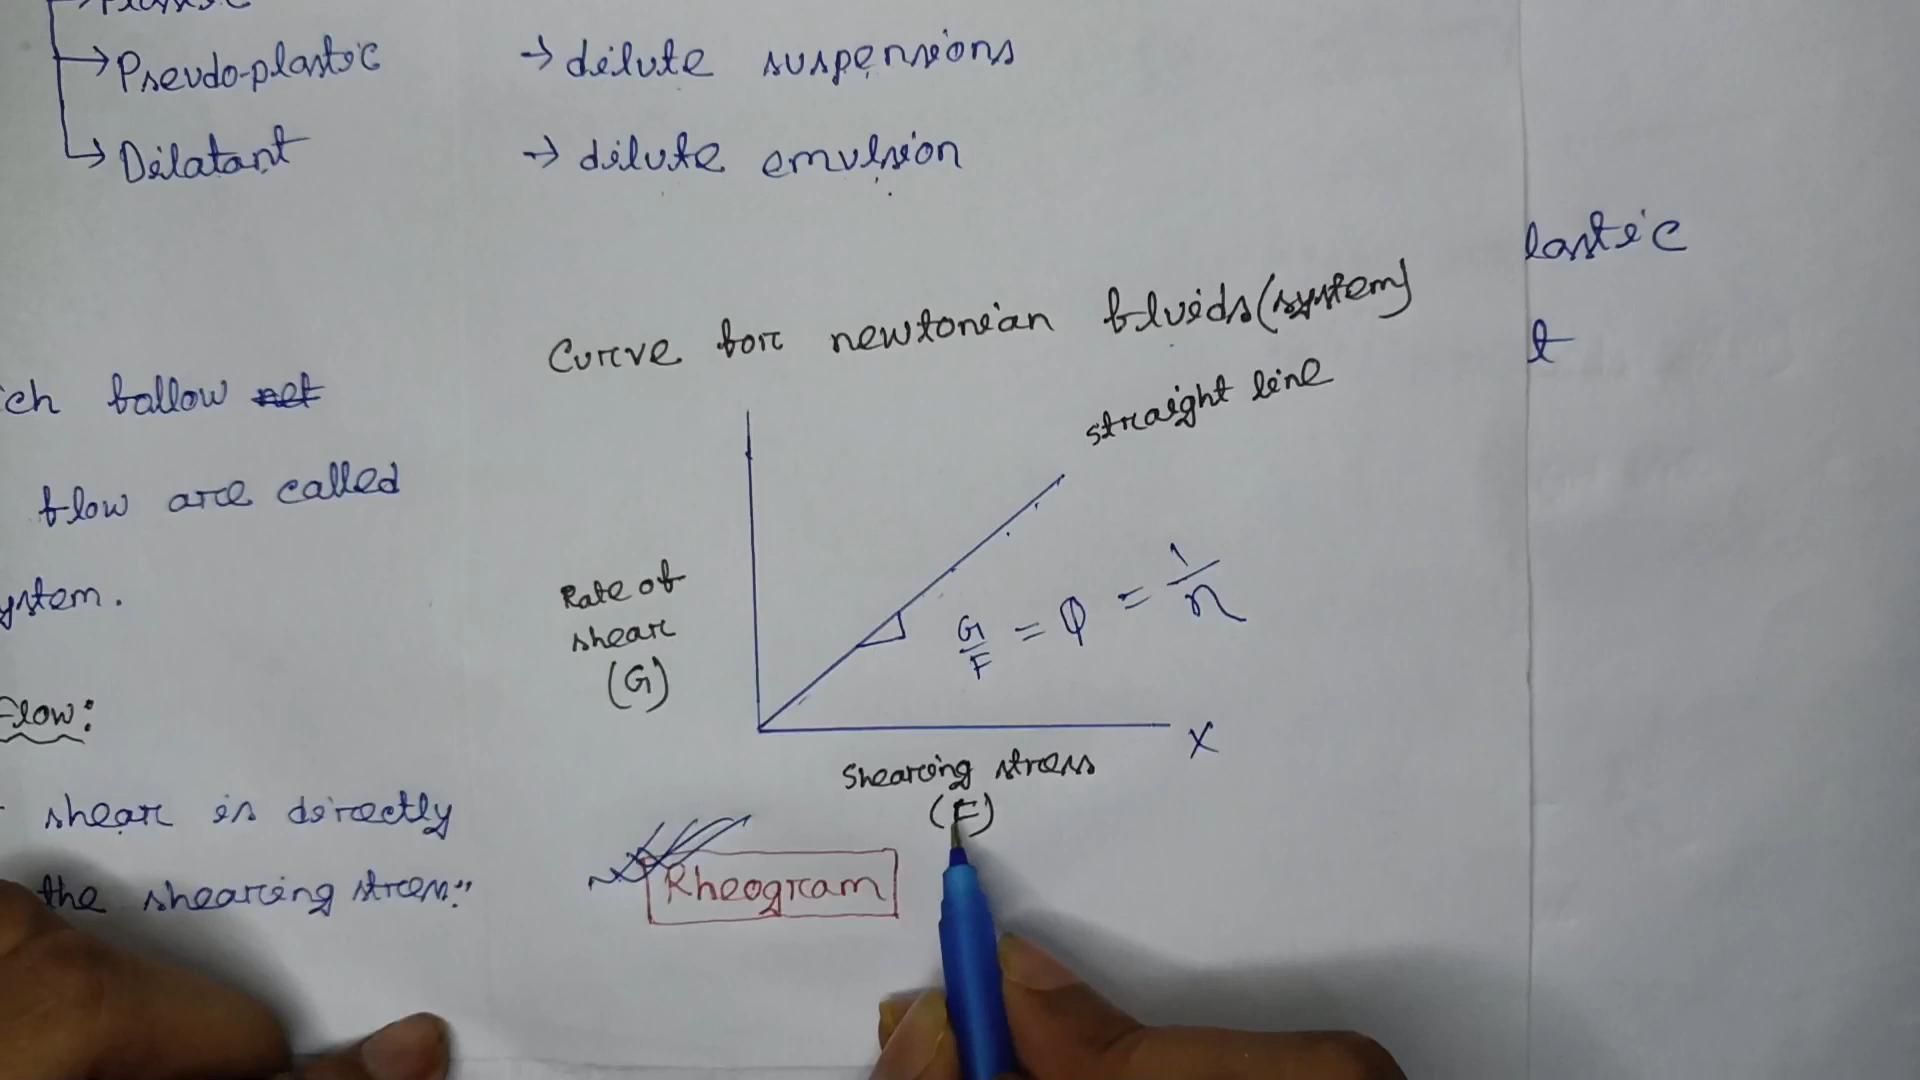 Pseudo-plastic → dilute suspensions
Dilatant → dilute emulsion
lastic
Curve for newtonian fluids (system)
t
straight line
ch follow
flow are called
ystem.
Rate of
shear
(G)
G/F = φ = 1/η
Flow:
X
Shearing stress
(F)
shear is directly
the shearing stress."
Rheogram